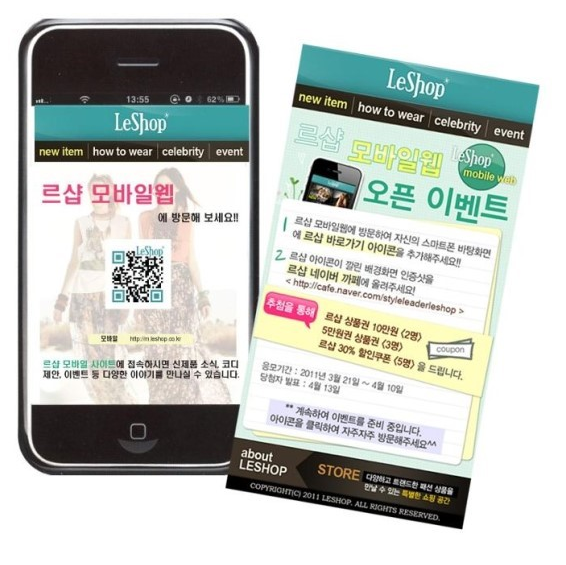 13:55
62%
LeShop
new item | how to wear | celebrity | event
르샵 모바일웹
에 방문해 보세요!!
LeShop
모바일 http://m.leshop.co.kr
르샵 모바일 사이트에 접속하시면 신제품 소식, 코디
제안, 이벤트 등 다양한 이야기를 만나실 수 있습니다.
LeShop
new item | how to wear | celebrity | event
르샵 모바일웹
LeShop
mobile web
오픈 이벤트
1 르샵 모바일웹에 방문하여 자신의 스마트폰 바탕화면
에 르샵 바로가기 아이콘을 추가해주세요!!
2 르샵 아이콘이 깔린 배경화면 인증샷을
르샵 네이버 까페에 올려주세요!
< http://cafe.naver.com/styleleaderleshop >
추첨을 통해
르샵 상품권 10만원 (2명)
5만원권 상품권 (3명)
르샵 30% 할인쿠폰 (5명) 을 드립니다.
coupon
응모기간 : 2011년 3월 21일 ~ 4월 10일
당첨자 발표 : 4월 13일
** 계속하여 이벤트를 준비 중입니다.
아이콘을 클릭하여 자주자주 방문해주세요^^
about
LESHOP
STORE 다양하고 트랜드한 패션 상품을
만날 수 있는 특별한 쇼핑 공간
COPYRIGHT(C) 2011 LESHOP. ALL RIGHTS RESERVED.